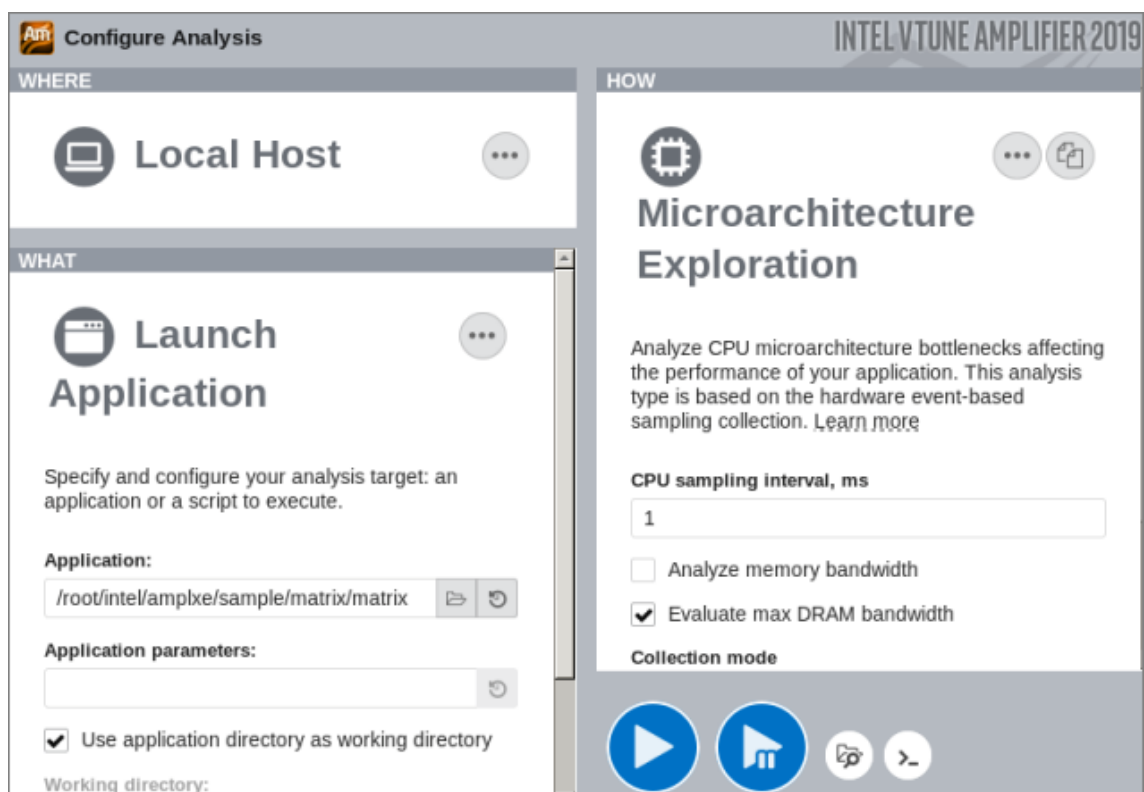 Am Configure Analysis
INTEL VTUNE AMPLIFIER 2019
WHERE
Local Host
WHAT
Launch
Application
Specify and configure your analysis target: an
application or a script to execute.
Application:
/root/intel/amplxe/sample/matrix/matrix
Application parameters:
Use application directory as working directory
Working directory:
HOW
Microarchitecture
Exploration
Analyze CPU microarchitecture bottlenecks affecting
the performance of your application. This analysis
type is based on the hardware event-based
sampling collection. Learn more
CPU sampling interval, ms
1
Analyze memory bandwidth
Evaluate max DRAM bandwidth
Collection mode